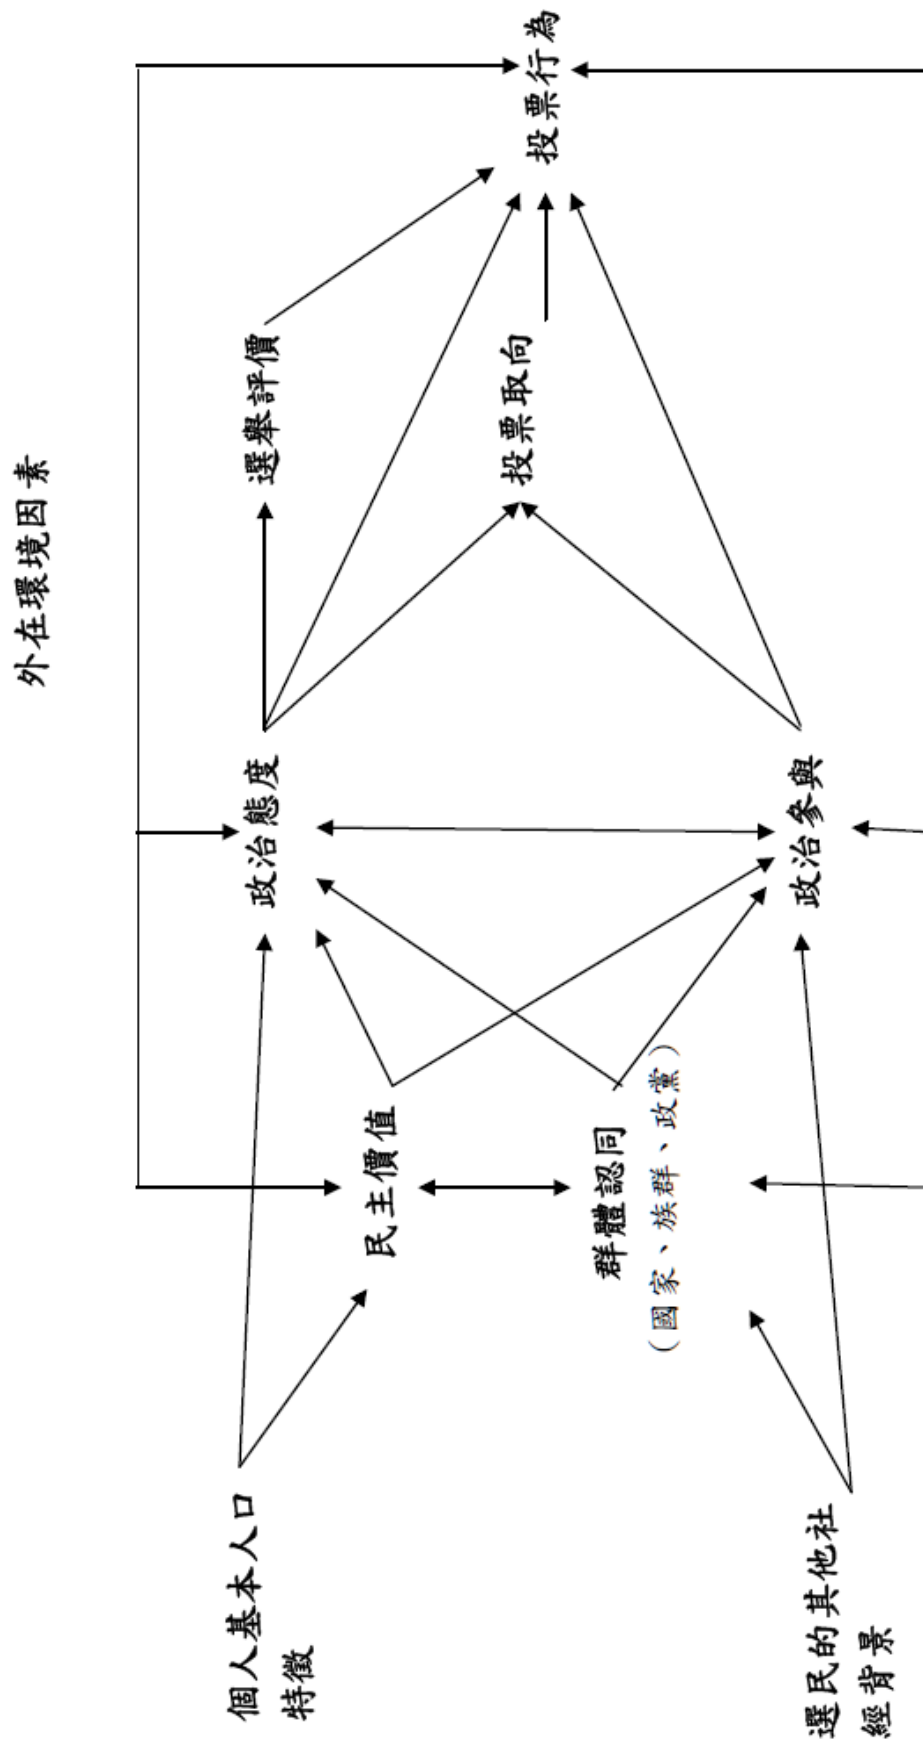 外在環境因素
個人基本人口
特徵
民主價值
政治態度
選舉評價
投票行為
投票取向
群體認同
（國家、族群、政黨）
政治參與
選民的其他社
經背景